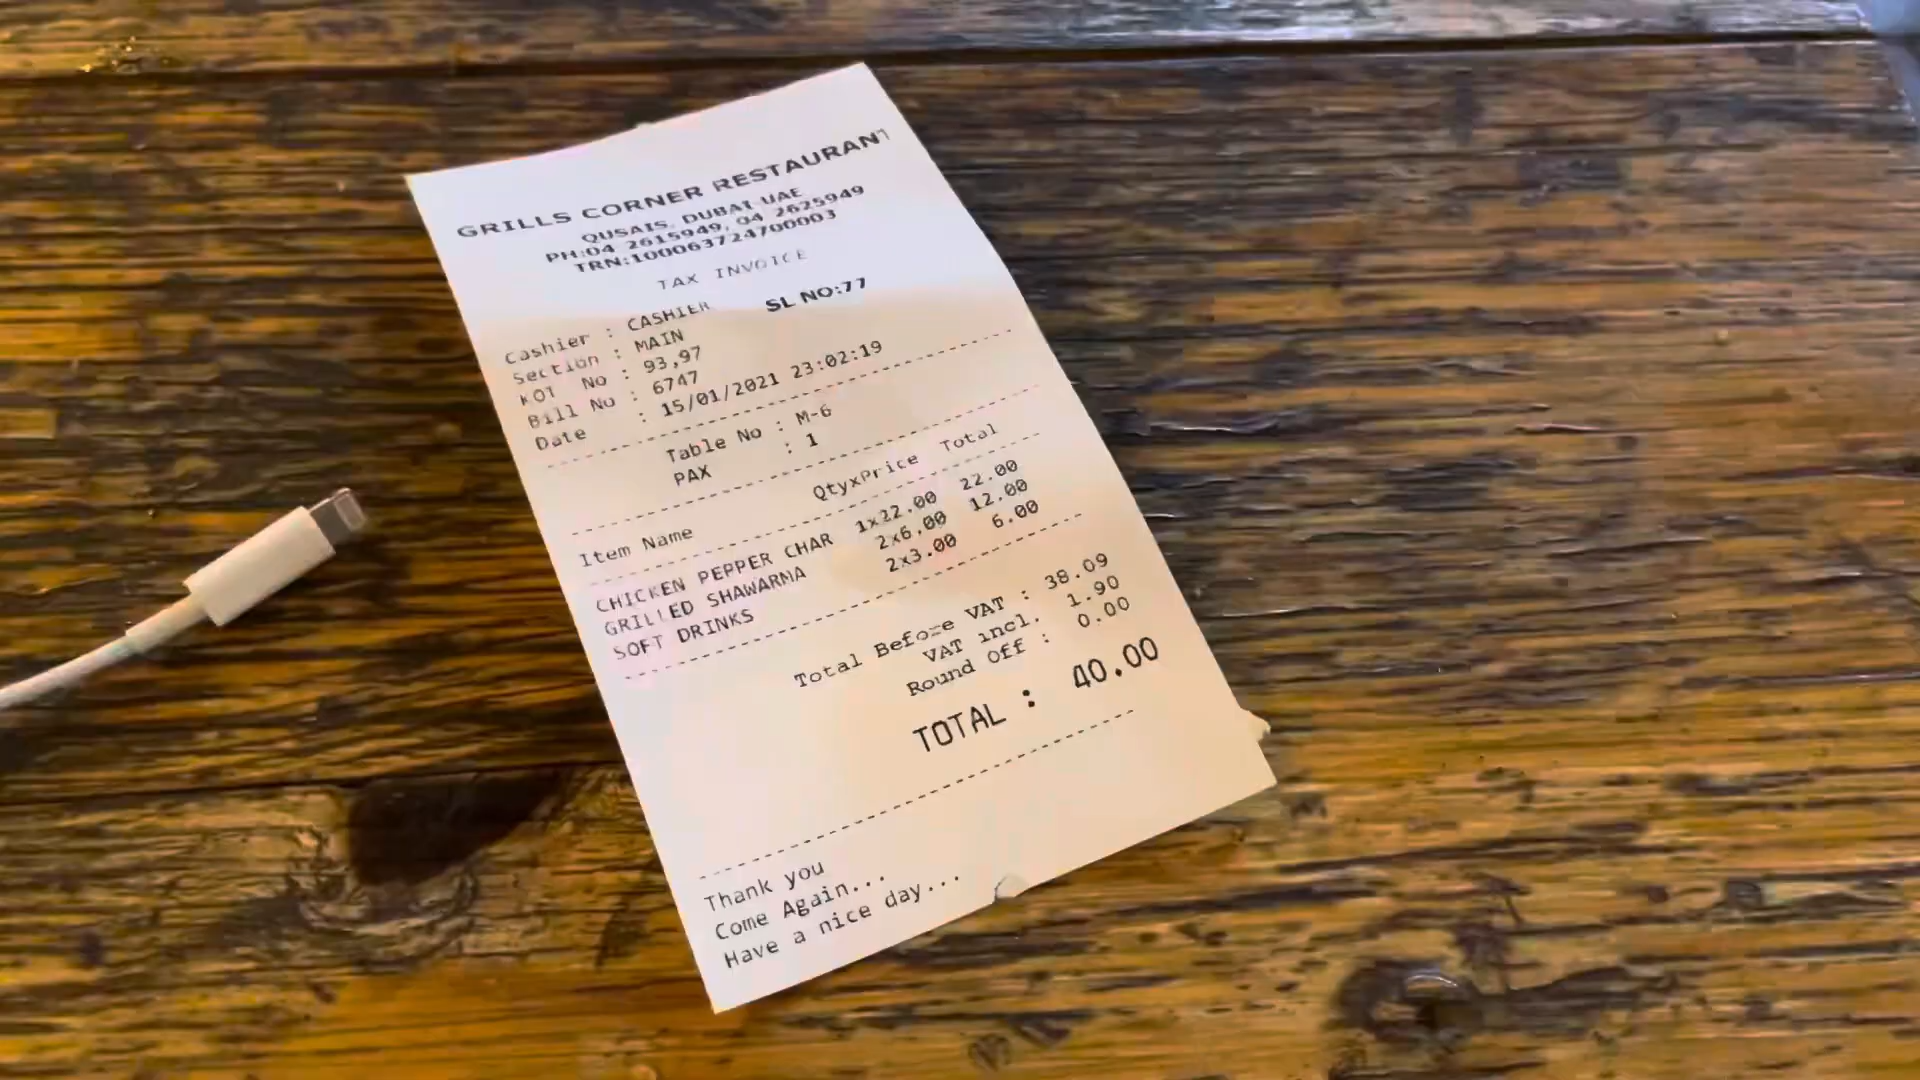 GRILLS CORNER RESTAURANT
QUSAIS, DUBAI-UAE
PH:04 2615949, 04 2625949
TRN:100063724700003
TAX INVOICE
Cashier : CASHIER SL NO:77
Section : MAIN
KOT No : 93,97
Bill No : 6747
Date : 15/01/2021 23:02:19
Table No : M-6
PAX : 1
Item Name QtyxPrice Total
CHICKEN PEPPER CHAR 1x22.00 22.00
GRILLED SHAWARMA 2x6.00 12.00
SOFT DRINKS 2x3.00 6.00
Total Before VAT : 38.09
VAT incl. 1.90
Round Off : 0.00
TOTAL : 40.00
Thank you
Come Again...
Have a nice day...